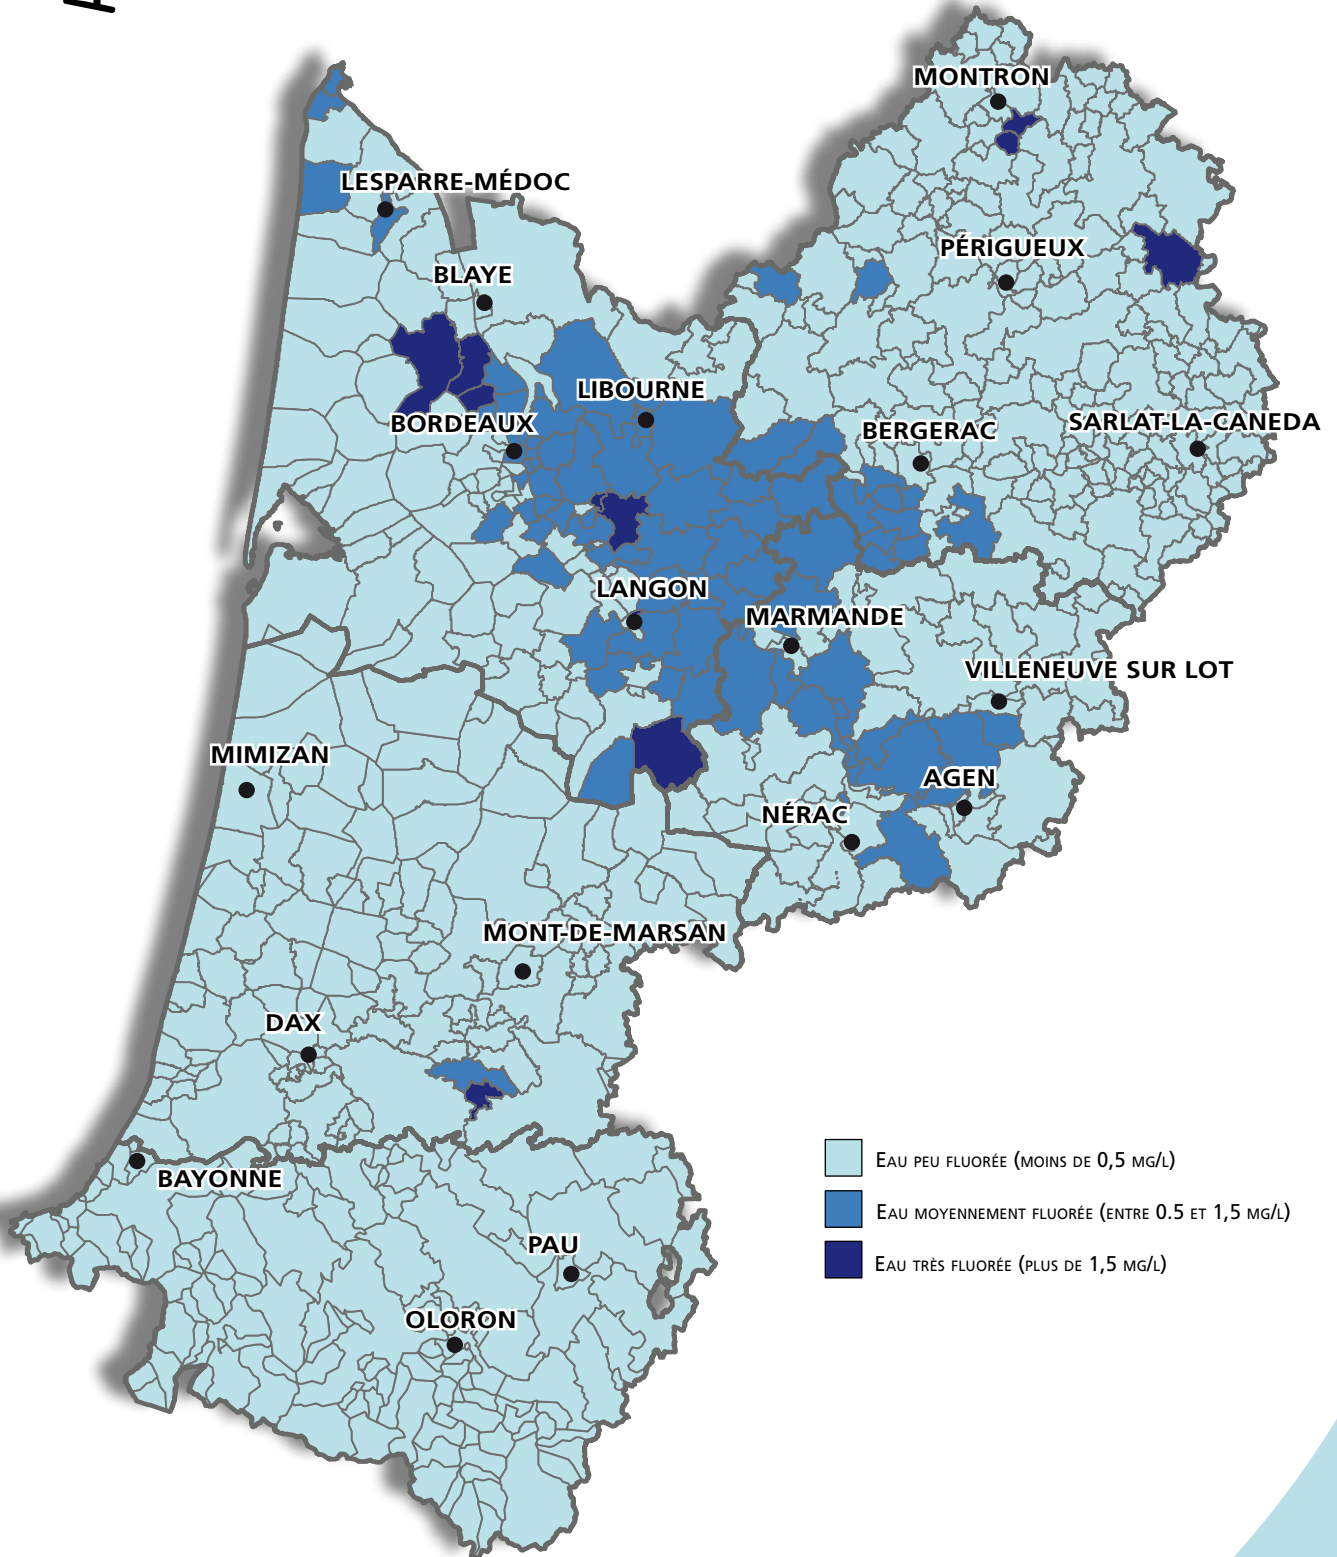 MONTRON
LESPARRE-MÉDOC
PÉRIGUEUX
BLAYE
LIBOURNE
BORDEAUX
BERGERAC
SARLAT-LA-CANEDA
LANGON
MARMANDE
VILLENEUVE SUR LOT
MIMIZAN
AGEN
NÉRAC
MONT-DE-MARSAN
DAX
BAYONNE
PAU
OLORON
Eau peu fluorée (moins de 0,5 mg/l)
Eau moyennement fluorée (entre 0.5 et 1,5 mg/l)
Eau très fluorée (plus de 1,5 mg/l)